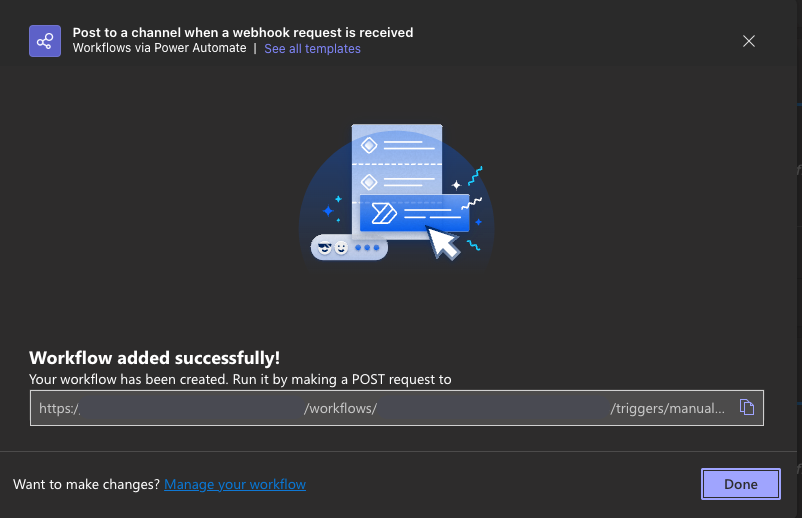 Post to a channel when a webhook request is received
Workflows via Power Automate | See all templates
Workflow added successfully!
Your workflow has been created. Run it by making a POST request to
https:/ /workflows/ /triggers/manual...
Want to make changes? Manage your workflow
Done